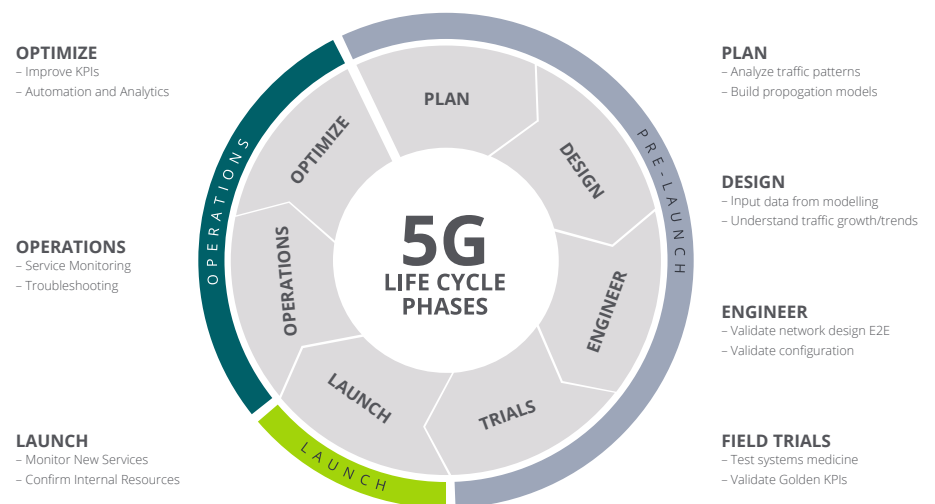 OPTIMIZE
– Improve KPIs
– Automation and Analytics
OPERATIONS
– Service Monitoring
– Troubleshooting
LAUNCH
– Monitor New Services
– Confirm Internal Resources
PLAN
DESIGN
ENGINEER
TRIALS
LAUNCH
OPERATIONS
OPTIMIZE
5G
LIFE CYCLE
PHASES
PRE-LAUNCH
LAUNCH
OPERATIONS
PLAN
– Analyze traffic patterns
– Build propogation models
DESIGN
– Input data from modelling
– Understand traffic growth/trends
ENGINEER
– Validate network design E2E
– Validate configuration
FIELD TRIALS
– Test systems medicine
– Validate Golden KPIs